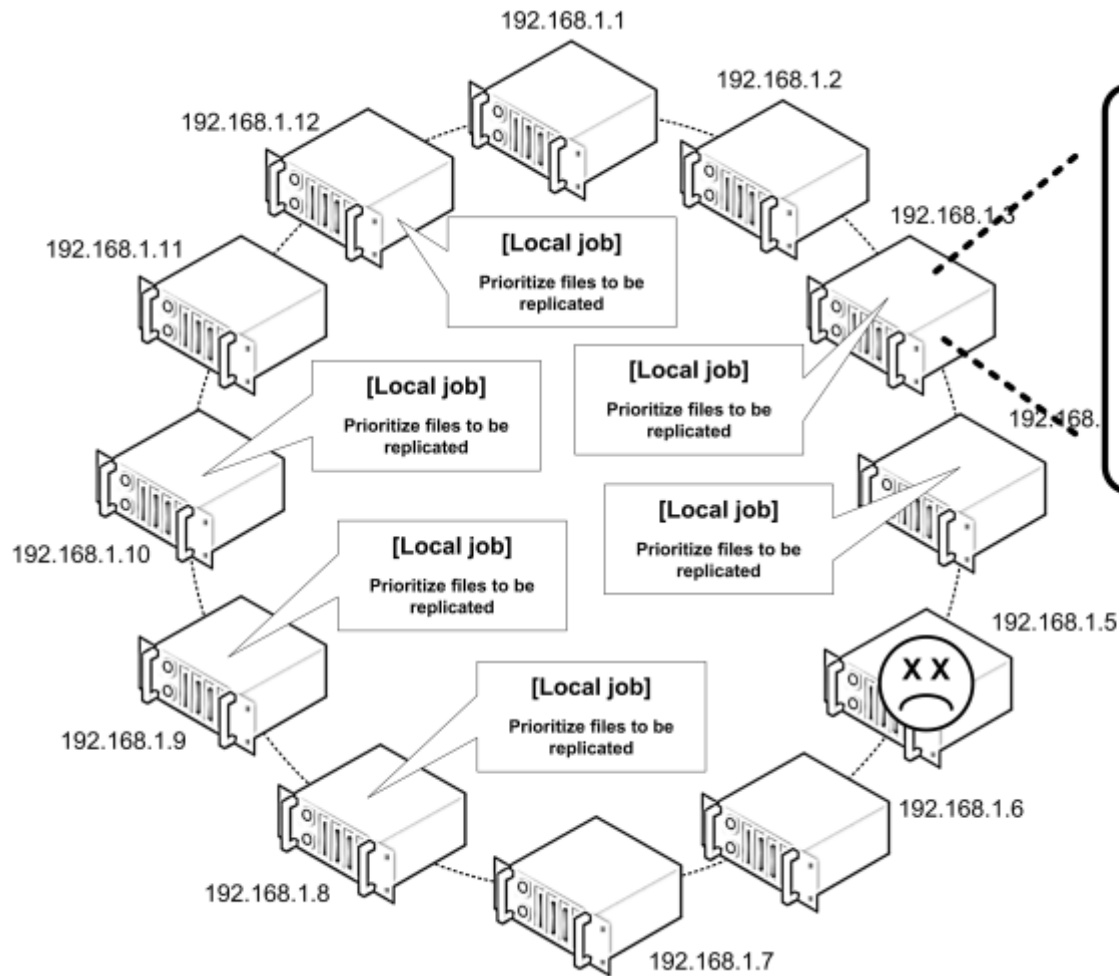 192.168.1.1
192.168.1.2
192.168.1.12
192.168.1.3
192.168.1.11
[Local job]
Prioritize files to be
replicated
[Local job]
Prioritize files to be
replicated
[Local job]
Prioritize files to be
replicated
192.168.
[Local job]
Prioritize files to be
replicated
192.168.1.10
[Local job]
Prioritize files to be
replicated
192.168.1.5
X X
[Local job]
Prioritize files to be
replicated
192.168.1.9
192.168.1.6
192.168.1.8
192.168.1.7